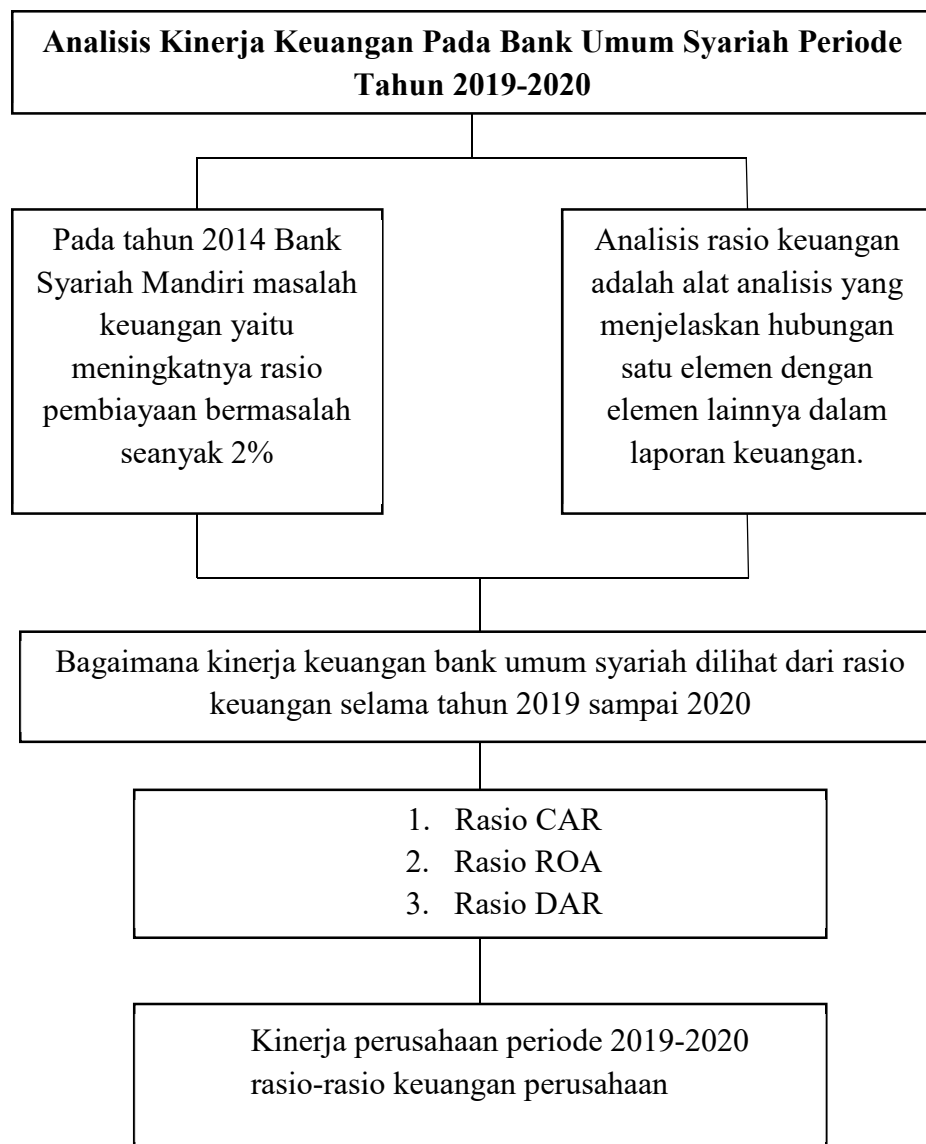 Analisis Kinerja Keuangan Pada Bank Umum Syariah Periode
Tahun 2019-2020
Pada tahun 2014 Bank
Syariah Mandiri masalah
keuangan yaitu
meningkatnya rasio
pembiayaan bermasalah
seanyak 2%
Analisis rasio keuangan
adalah alat analisis yang
menjelaskan hubungan
satu elemen dengan
elemen lainnya dalam
laporan keuangan.
Bagaimana kinerja keuangan bank umum syariah dilihat dari rasio
keuangan selama tahun 2019 sampai 2020
1. Rasio CAR
2. Rasio ROA
3. Rasio DAR
Kinerja perusahaan periode 2019-2020
rasio-rasio keuangan perusahaan